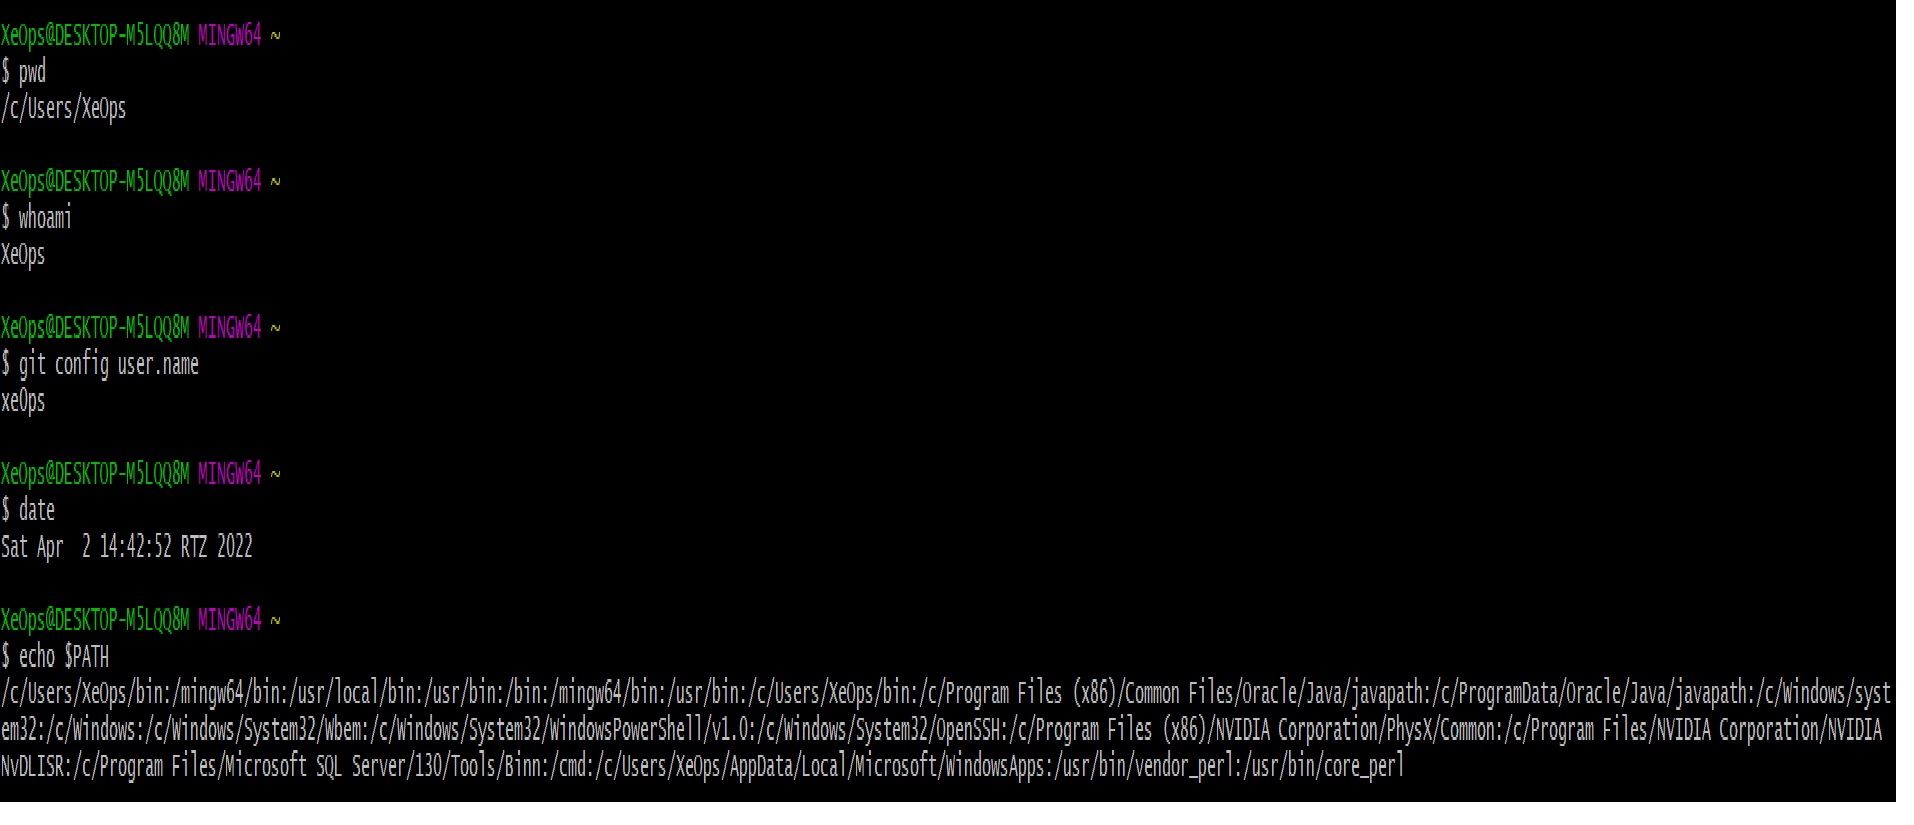 XeOps@DESKTOP-M5LQQ8M MINGW64 ~
$ pwd
/c/Users/XeOps
XeOps@DESKTOP-M5LQQ8M MINGW64 ~
$ whoami
XeOps
XeOps@DESKTOP-M5LQQ8M MINGW64 ~
$ git config user.name
xeOps
XeOps@DESKTOP-M5LQQ8M MINGW64 ~
$ date
Sat Apr  2 14:42:52 RTZ 2022
XeOps@DESKTOP-M5LQQ8M MINGW64 ~
$ echo $PATH
/c/Users/XeOps/bin:/mingw64/bin:/usr/local/bin:/usr/bin:/bin:/mingw64/bin:/usr/bin:/c/Users/XeOps/bin:/c/Program Files (x86)/Common Files/Oracle/Java/javapath:/c/ProgramData/Oracle/Java/javapath:/c/Windows/syst
em32:/c/Windows:/c/Windows/System32/Wbem:/c/Windows/System32/WindowsPowerShell/v1.0:/c/Windows/System32/OpenSSH:/c/Program Files (x86)/NVIDIA Corporation/PhysX/Common:/c/Program Files/NVIDIA Corporation/NVIDIA
NvDLISR:/c/Program Files/Microsoft SQL Server/130/Tools/Binn:/cmd:/c/Users/XeOps/AppData/Local/Microsoft/WindowsApps:/usr/bin/vendor_perl:/usr/bin/core_perl